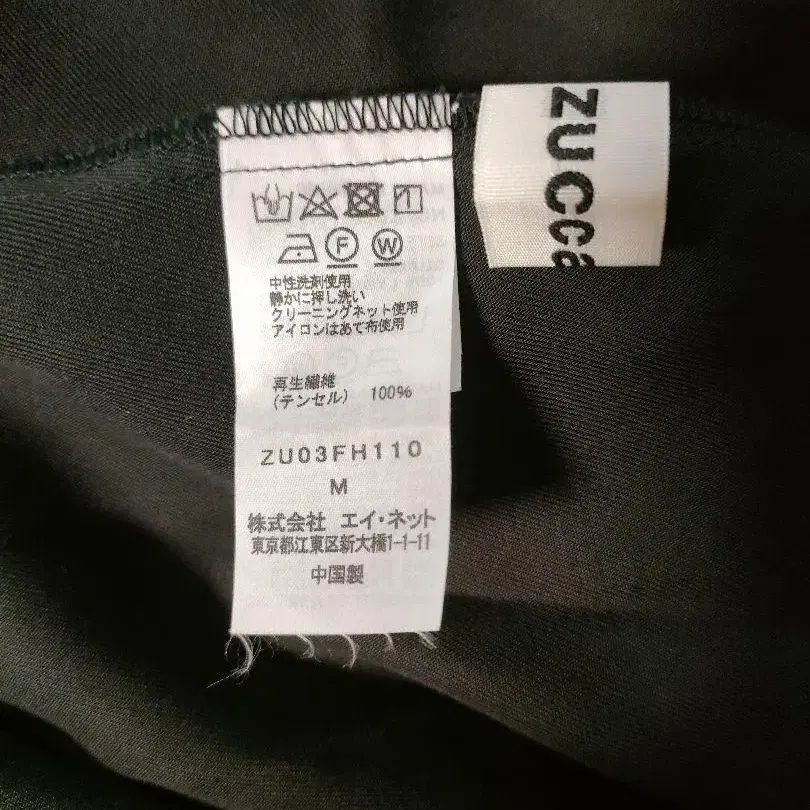 zucca
F W
中性洗剤使用
静かに押し洗い
クリーニングネット使用
アイロンはあて布使用
再生繊維
(テンセル) 100%
ZU03FH110
M
株式会社 エイ・ネット
東京都江東区新大橋1-1-11
中国製